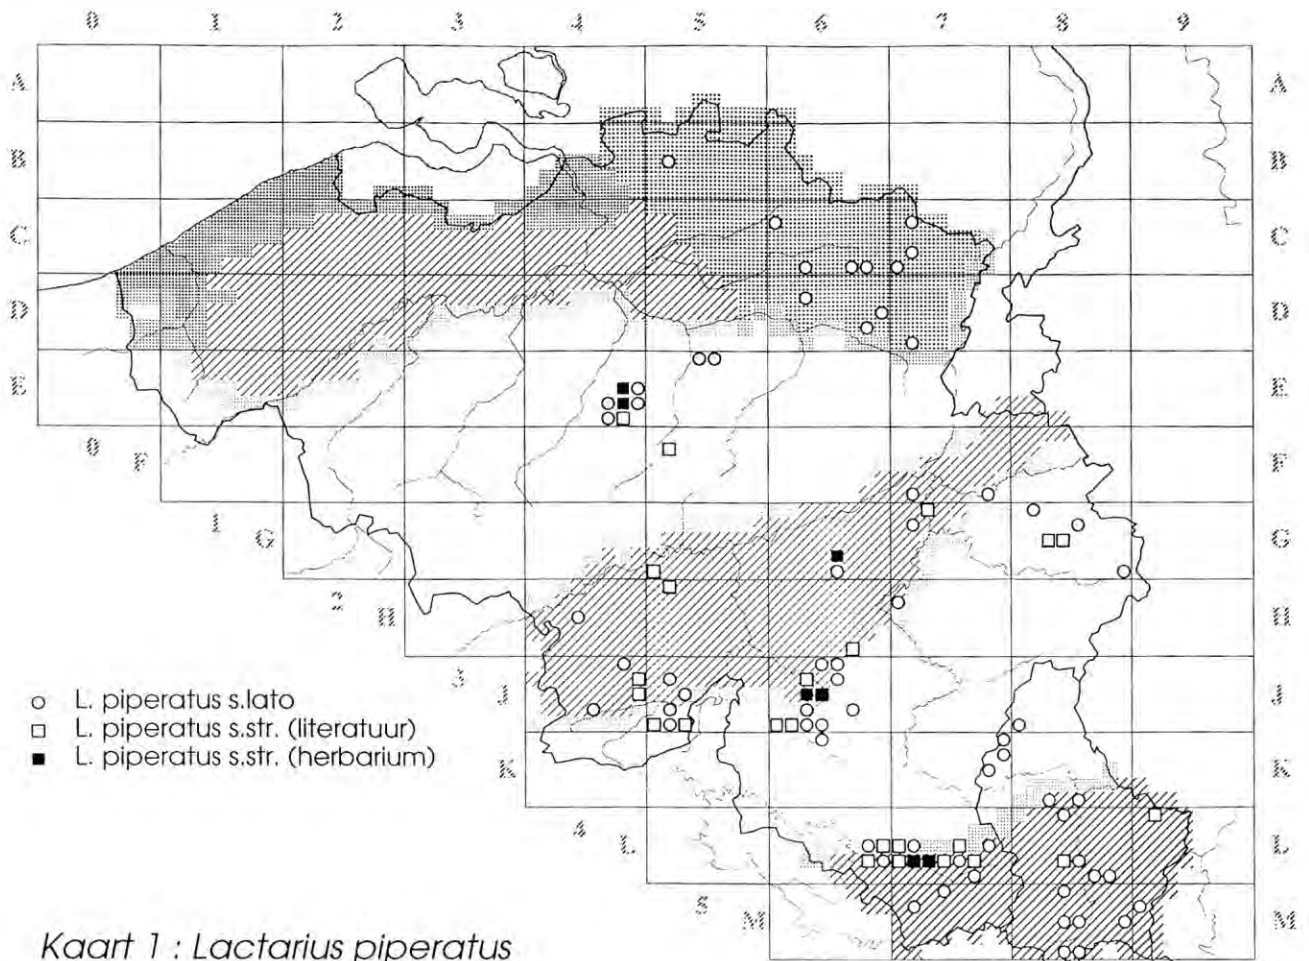 0 1 2 3 4 5 6 7 8 9
A A
B B
C C
D D
E E
0 F F
1 G G
2 H H
3 J J
○ L. piperatus s.lato
□ L. piperatus s.str. (literatuur)
■ L. piperatus s.str. (herbarium)
K K
4 L L
5 M M
Kaart 1 : Lactarius piperatus